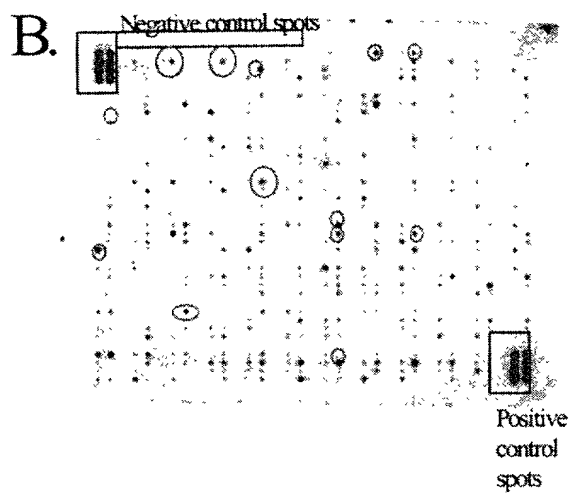 B.
Negative control spots
Positive
control
spots